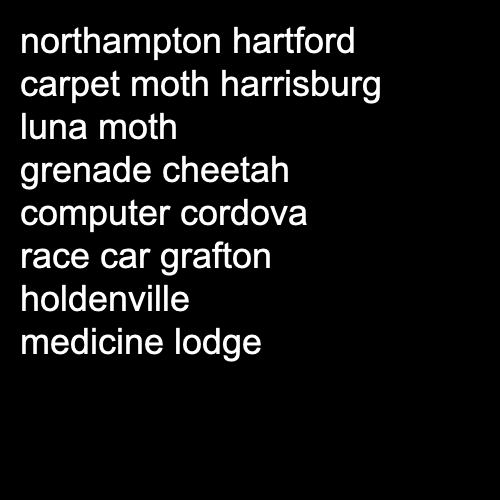 northampton hartford
carpet moth harrisburg
luna moth
grenade cheetah
computer cordova
race car grafton
holdenville
medicine lodge